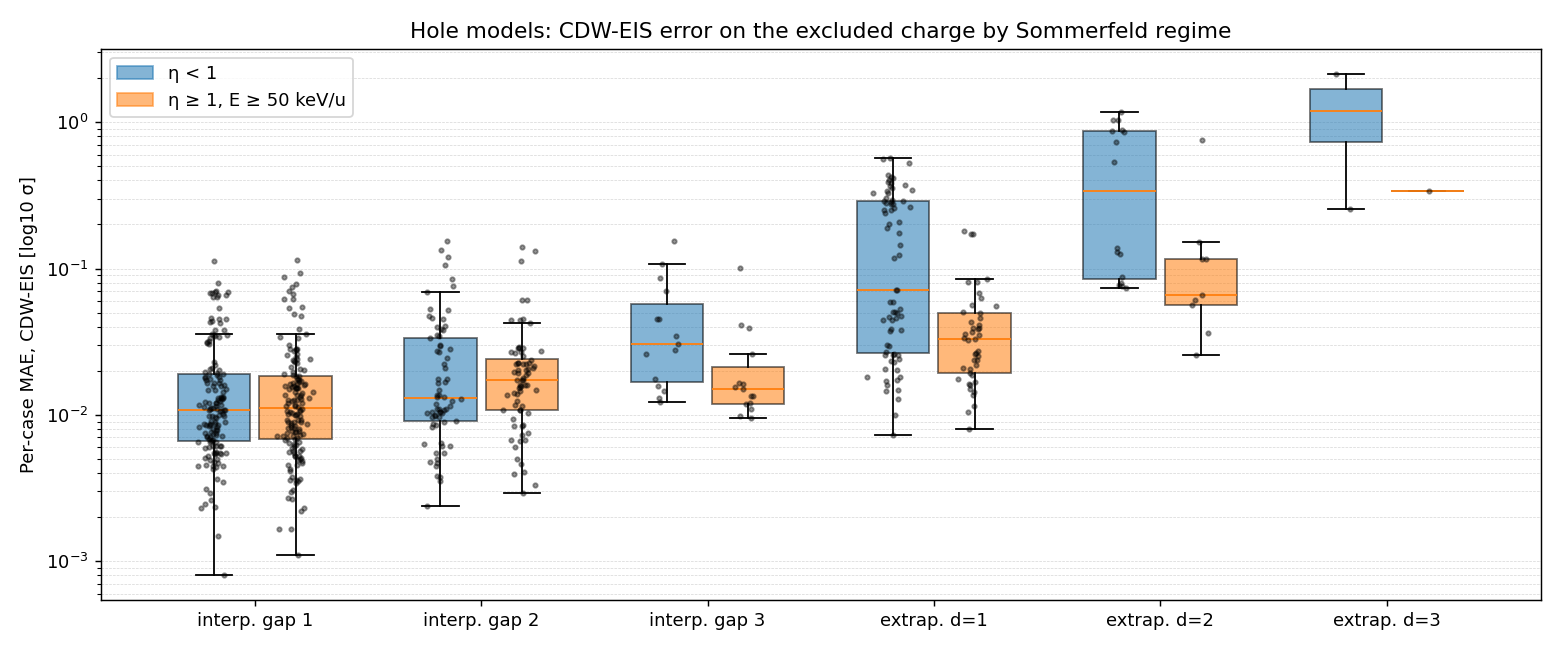 Hole models: CDW-EIS error on the excluded charge by Sommerfeld regime
η < 1
η ≥ 1, E ≥ 50 keV/u
Per-case MAE, CDW-EIS [log10 σ]
10⁰
10⁻¹
10⁻²
10⁻³
interp. gap 1
interp. gap 2
interp. gap 3
extrap. d=1
extrap. d=2
extrap. d=3